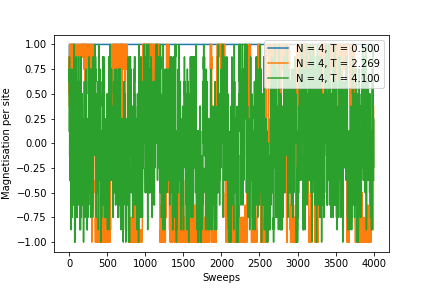 1.00
0.75
0.50
0.25
0.00
−0.25
−0.50
−0.75
−1.00
Magnetisation per site
N = 4, T = 0.500
N = 4, T = 2.269
N = 4, T = 4.100
0 500 1000 1500 2000 2500 3000 3500 4000
Sweeps